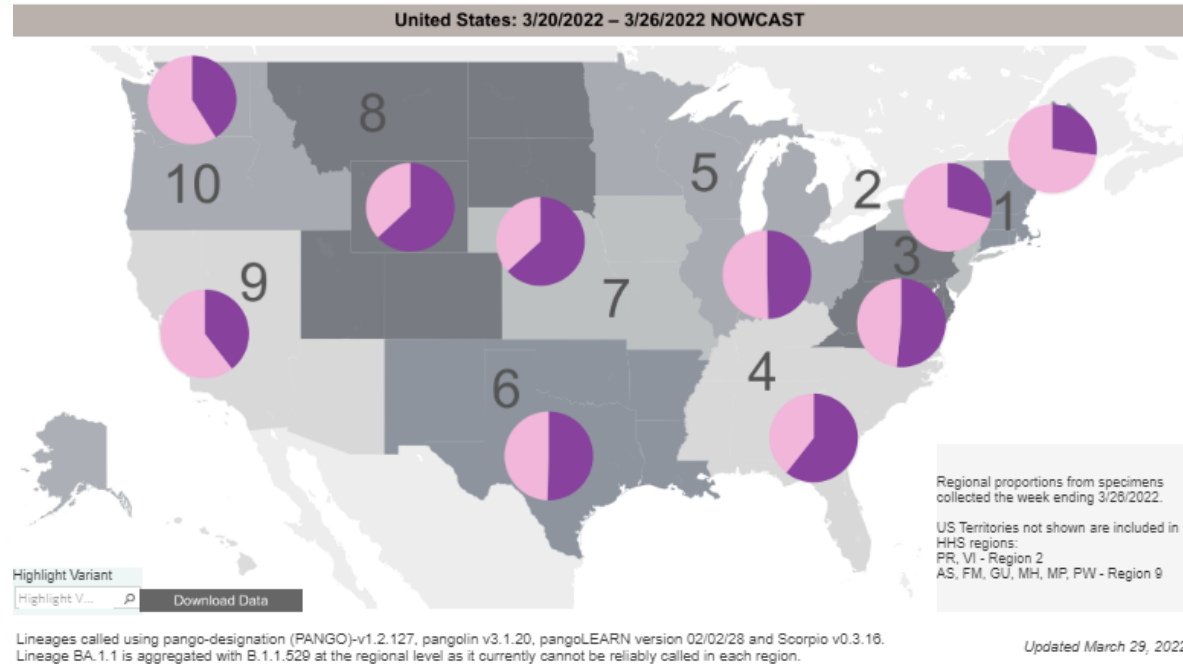 United States: 3/20/2022 – 3/26/2022 NOWCAST
8
5
2
10
1
3
9
7
4
6
Regional proportions from specimens
collected the week ending 3/26/2022.
US Territories not shown are included in
HHS regions:
PR, VI - Region 2
AS, FM, GU, MH, MP, PW - Region 9
Highlight Variant
Highlight V...
Download Data
Lineages called using pango-designation (PANGO)-v1.2.127, pangolin v3.1.20, pangoLEARN version 02/02/28 and Scorpio v0.3.16.
Lineage BA.1.1 is aggregated with B.1.1.529 at the regional level as it currently cannot be reliably called in each region.
Updated March 29, 2022